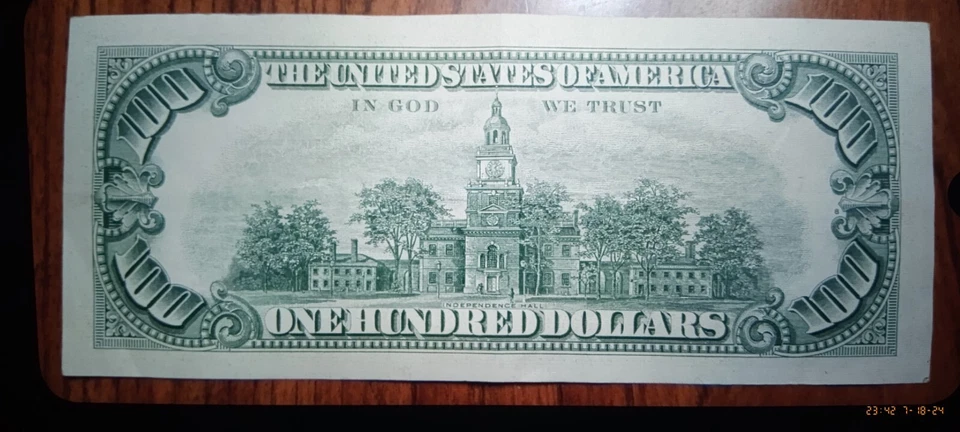 THE UNITED STATES OF AMERICA
IN GOD WE TRUST
100 100
INDEPENDENCE HALL
100 100
ONE HUNDRED DOLLARS
23:42 7-18-24